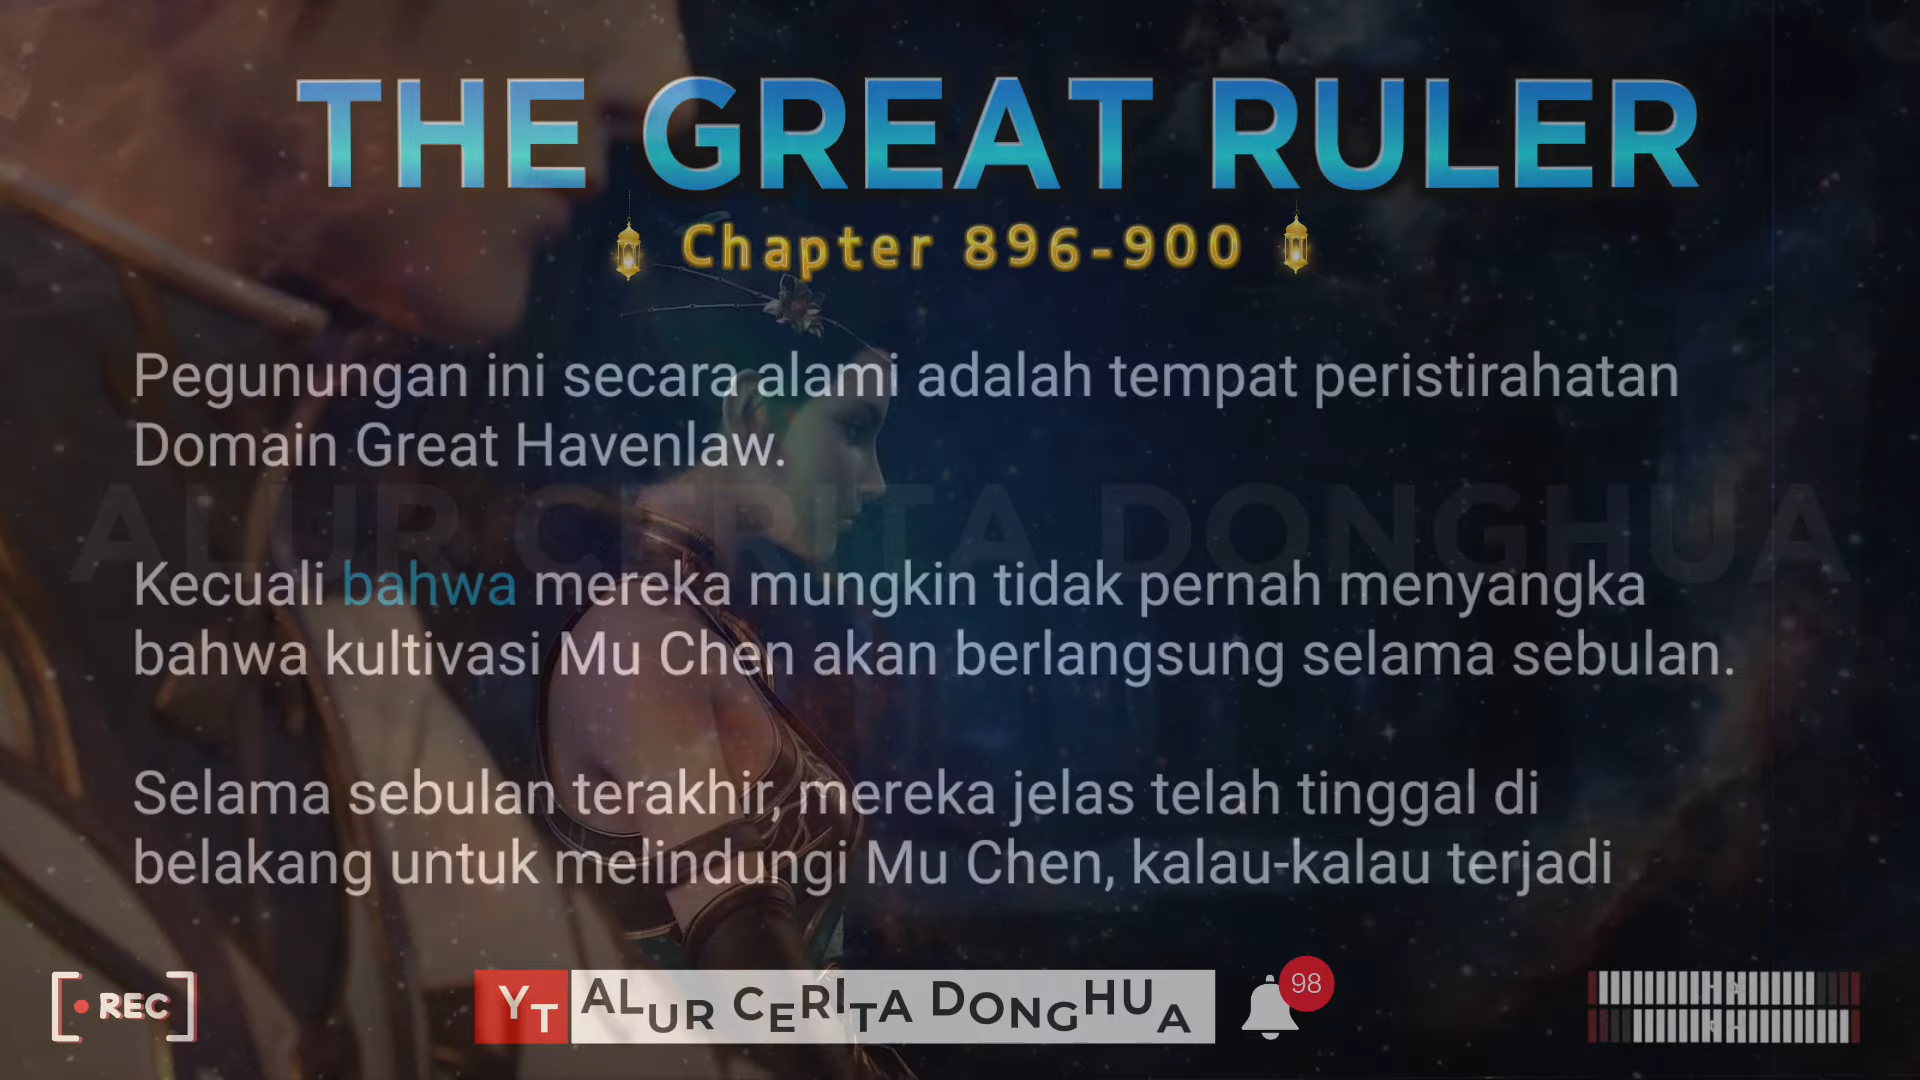 THE GREAT RULER
Chapter 896-900
Pegunungan ini secara alami adalah tempat peristirahatan
Domain Great Havenlaw.
ALUR CERITA DONGHUA
Kecuali bahwa mereka mungkin tidak pernah menyangka
bahwa kultivasi Mu Chen akan berlangsung selama sebulan.
Selama sebulan terakhir, mereka jelas telah tinggal di
belakang untuk melindungi Mu Chen, kalau-kalau terjadi
REC
YT ALUR CERITA DONGHUA
98